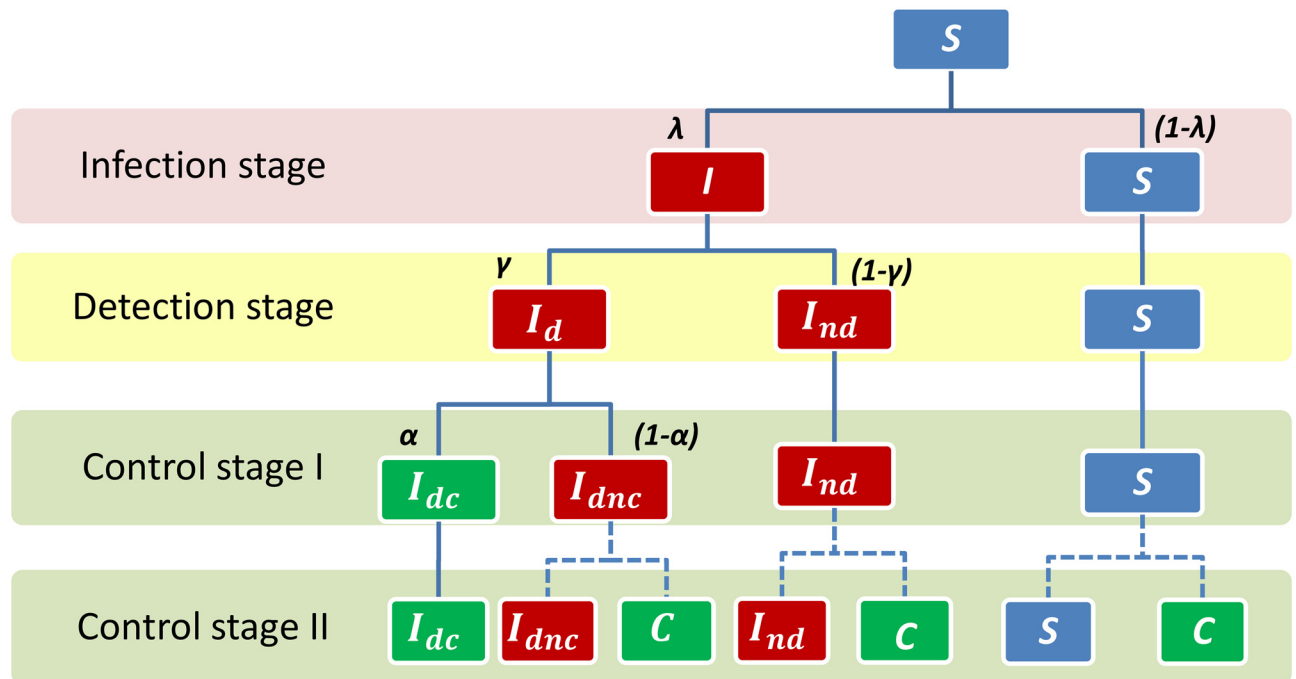 S
λ
(1-λ)
Infection stage
I
S
γ
(1-γ)
Detection stage
I_d
I_nd
S
α
(1-α)
Control stage I
I_dc
I_dnc
I_nd
S
Control stage II
I_dc
I_dnc
C
I_nd
C
S
C